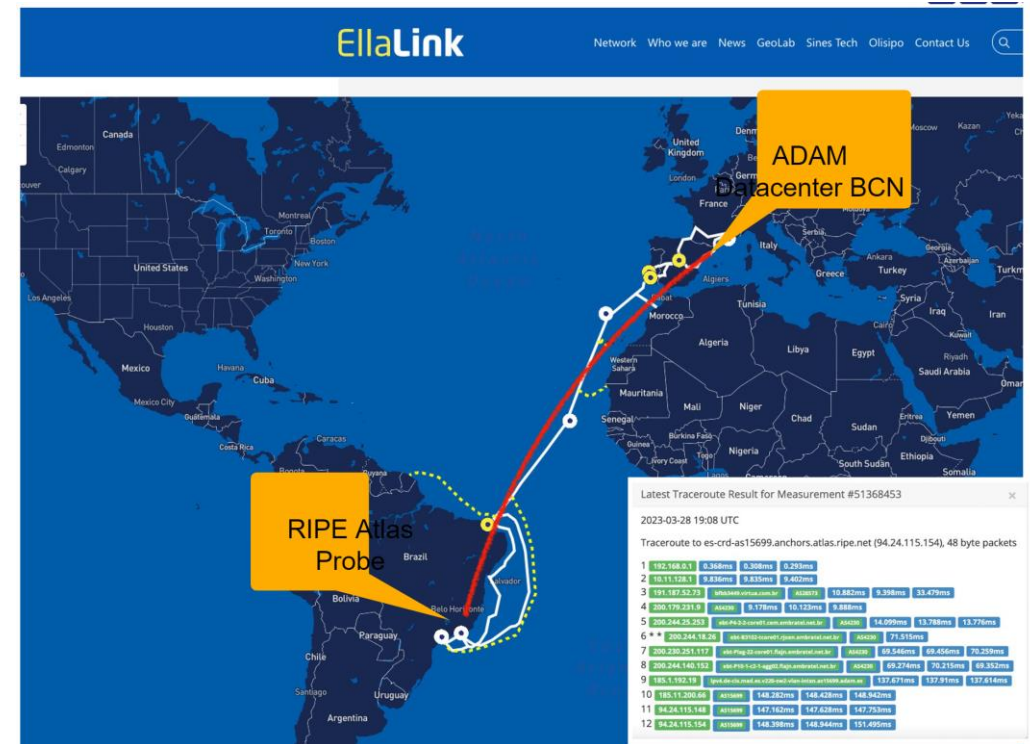 EllaLink
Network Who we are News GeoLab Sines Tech Olisipo Contact Us
Canada
Edmonton
Calgary
Montreal
Toronto
Boston
New York
United States
Washington
Los Angeles
Houston
Mexico
Havana
Cuba
Mexico City
Guatemala
Costa Rica
Caracas
Bogota
Guyana
United Kingdom
London
France
Moscow
Kazan
ADAM
Datacenter BCN
Serbia
Italy
Georgia
Azerbaijan
Ankara
Turkey
Greece
Algiers
Rabat
Morocco
Tunisia
Syria
Iraq
Iran
Cairo
Kuwait
Algeria
Libya
Egypt
Riyadh
Saudi Arabia
Western Sahara
Mauritania
Mali
Niger
Chad
Sudan
Eritrea
Yemen
Oman
Senegal
Guinea
Burkina Faso
Ivory Coast
Togo
Nigeria
Djibouti
Ethiopia
South Sudan
Somalia
Lagos
Cameroon
RIPE Atlas
Probe
Brazil
Salvador
Bolivia
Belo Horizonte
Paraguay
Chile
Santiago
Uruguay
Argentina
Latest Traceroute Result for Measurement #51368453 ×
2023-03-28 19:08 UTC
Traceroute to es-crd-as15699.anchors.atlas.ripe.net (94.24.115.154), 48 byte packets
1 192.168.0.1 0.368ms 0.308ms 0.293ms
2 10.11.128.1 9.836ms 9.835ms 9.402ms
3 191.187.52.73 bfbb3449.virtua.com.br AS28573 10.882ms 9.398ms 33.479ms
4 200.179.231.9 AS4230 9.178ms 10.123ms 9.888ms
5 200.244.25.253 AS4230 14.099ms 13.788ms 13.776ms
6 * * 200.244.18.26 AS4230 71.515ms
7 200.230.251.117 AS4230 69.546ms 69.456ms 70.259ms
8 200.244.140.152 AS4230 69.274ms 70.215ms 69.352ms
9 185.1.192.19 137.671ms 137.91ms 137.614ms
10 185.11.200.66 AS15699 148.282ms 148.428ms 148.942ms
11 94.24.115.148 AS15699 147.162ms 147.628ms 147.753ms
12 94.24.115.154 AS15699 148.398ms 148.944ms 151.495ms